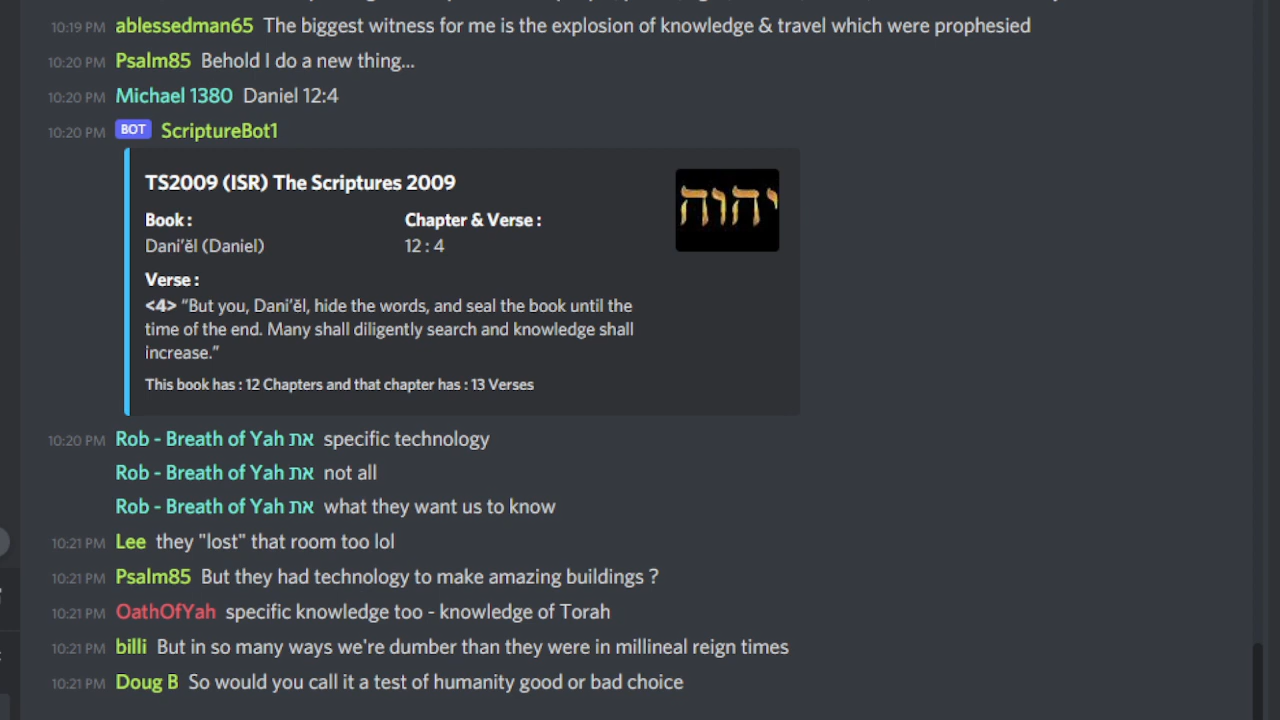 10:19 PM ablessedman65 The biggest witness for me is the explosion of knowledge & travel which were prophesied
10:20 PM Psalm85 Behold I do a new thing...
10:20 PM Michael 1380 Daniel 12:4
10:20 PM BOT ScriptureBot1
TS2009 (ISR) The Scriptures 2009
יהוה
Book : Chapter & Verse :
Dani’ĕl (Daniel) 12 : 4
Verse :
<4> “But you, Dani’ĕl, hide the words, and seal the book until the
time of the end. Many shall diligently search and knowledge shall
increase.”
This book has : 12 Chapters and that chapter has : 13 Verses
10:20 PM Rob - Breath of Yah את specific technology
Rob - Breath of Yah את not all
Rob - Breath of Yah את what they want us to know
10:21 PM Lee they "lost" that room too lol
10:21 PM Psalm85 But they had technology to make amazing buildings ?
10:21 PM OathOfYah specific knowledge too - knowledge of Torah
10:21 PM billi But in so many ways we're dumber than they were in millineal reign times
10:21 PM Doug B So would you call it a test of humanity good or bad choice